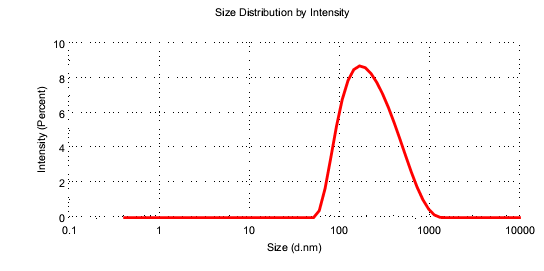 Size Distribution by Intensity
10
8
6
4
2
0
Intensity (Percent)
0.1 1 10 100 1000 10000
Size (d.nm)